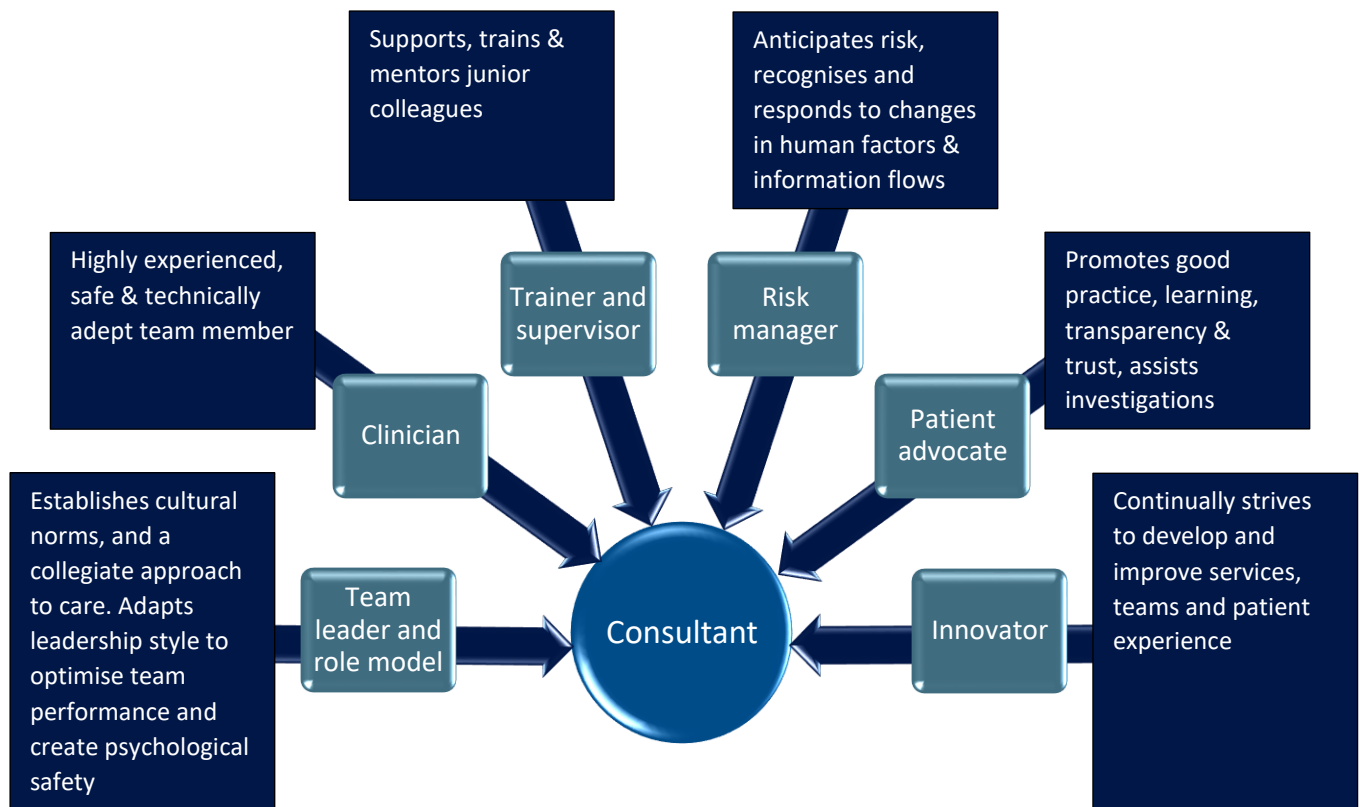 Supports, trains &
mentors junior
colleagues
Anticipates risk,
recognises and
responds to changes
in human factors &
information flows
Highly experienced,
safe & technically
adept team member
Trainer and
supervisor
Risk
manager
Promotes good
practice, learning,
transparency &
trust, assists
investigations
Clinician
Patient
advocate
Establishes cultural
norms, and a
collegiate approach
to care. Adapts
leadership style to
optimise team
performance and
create psychological
safety
Team
leader and
role model
Consultant
Innovator
Continually strives
to develop and
improve services,
teams and patient
experience